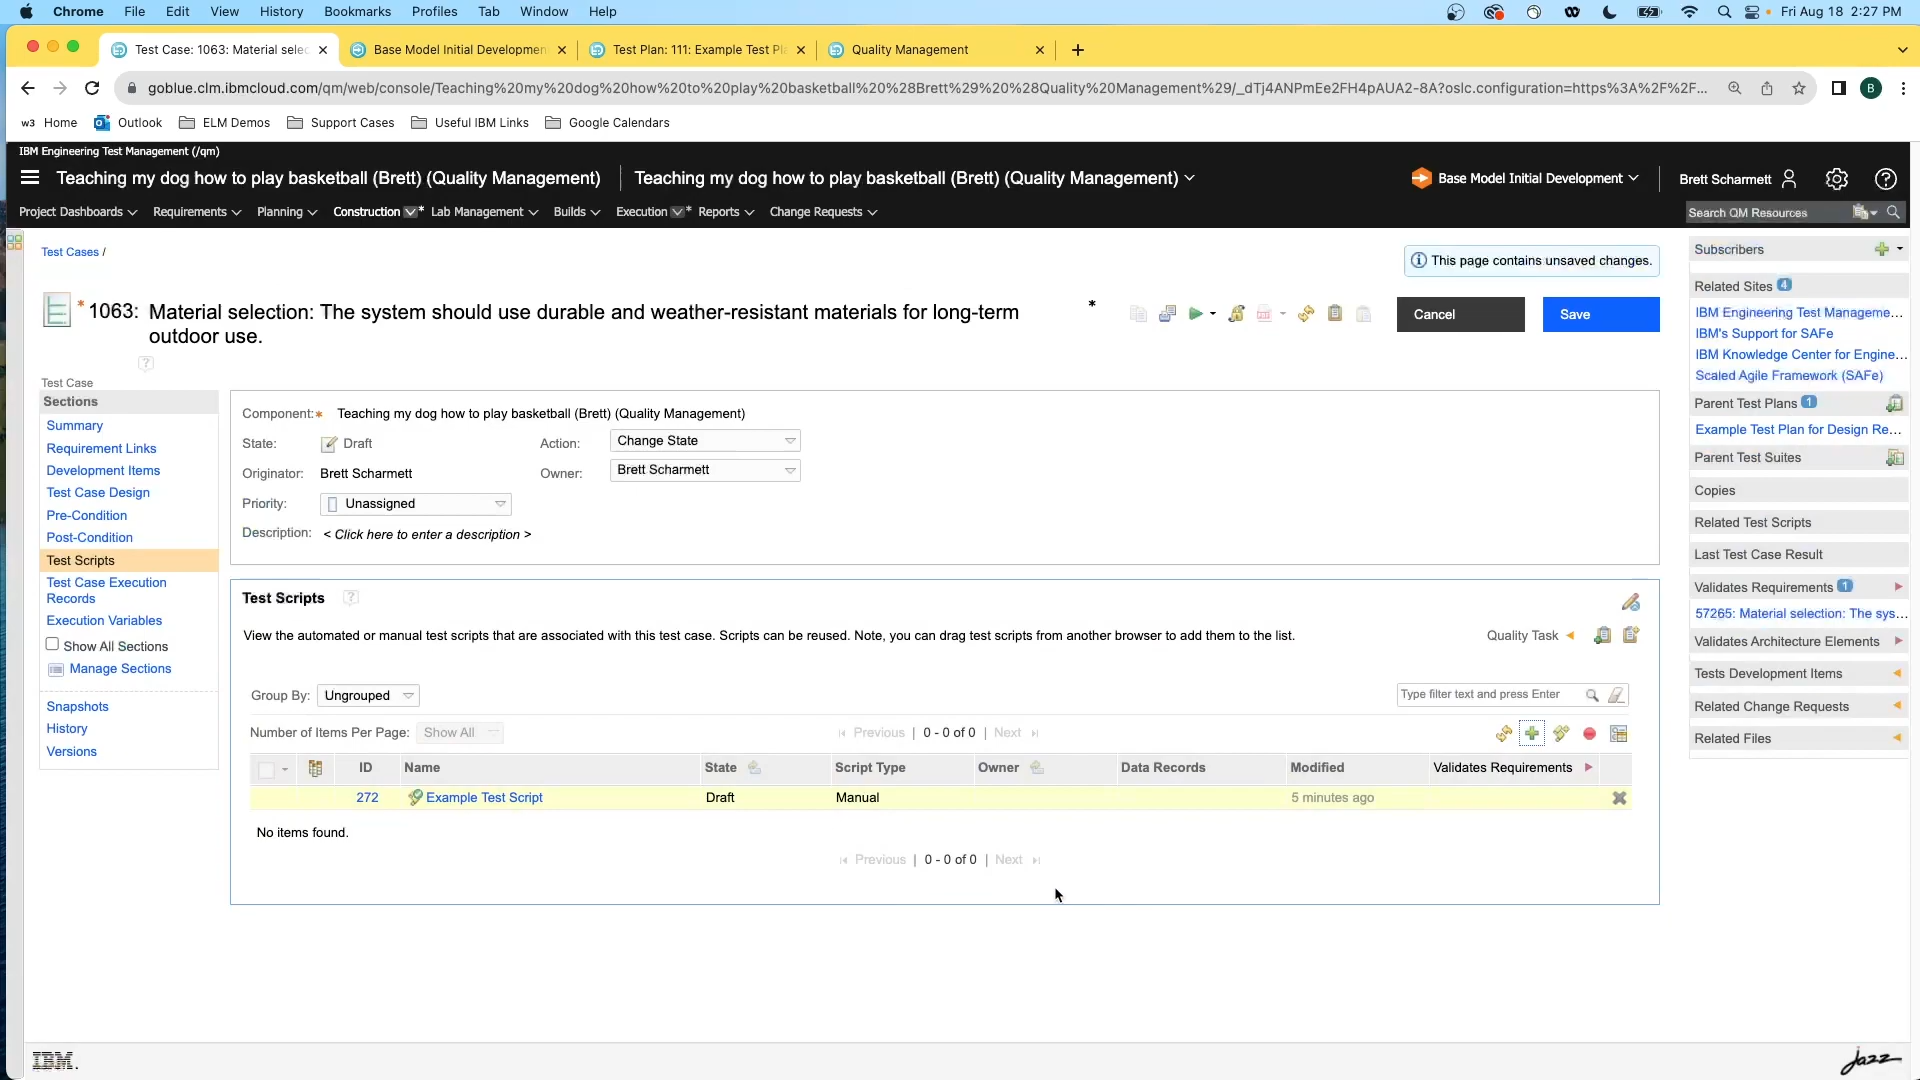 Chrome File Edit View History Bookmarks Profiles Tab Window Help Fri Aug 18 2:27 PM
Test Case: 1063: Material selec Base Model Initial Developmen Test Plan: 111: Example Test Pla Quality Management
goblue.clm.ibmcloud.com/qm/web/console/Teaching%20my%20dog%20how%20to%20play%20basketball%20%28Brett%29%20%28Quality%20Management%29/_dTj4ANPmEe2FH4pAUA2-8A?oslc.configuration=https%3A%2F%2F... B
w3 Home Outlook ELM Demos Support Cases Useful IBM Links Google Calendars
IBM Engineering Test Management (/qm)
Teaching my dog how to play basketball (Brett) (Quality Management) Teaching my dog how to play basketball (Brett) (Quality Management) Base Model Initial Development Brett Scharmett
Project Dashboards Requirements Planning Construction * Lab Management Builds Execution * Reports Change Requests Search QM Resources
Test Cases /
This page contains unsaved changes.
* 1063: Material selection: The system should use durable and weather-resistant materials for long-term *
outdoor use.
Cancel Save
?
Test Case
Sections
Summary
Requirement Links
Development Items
Test Case Design
Pre-Condition
Post-Condition
Test Scripts
Test Case Execution
Records
Execution Variables
Show All Sections
Manage Sections
Snapshots
History
Versions
Component:* Teaching my dog how to play basketball (Brett) (Quality Management)
State: Draft Action: Change State
Originator: Brett Scharmett Owner: Brett Scharmett
Priority: Unassigned
Description: < Click here to enter a description >
Test Scripts ?
View the automated or manual test scripts that are associated with this test case. Scripts can be reused. Note, you can drag test scripts from another browser to add them to the list. Quality Task
Group By: Ungrouped Type filter text and press Enter
Number of Items Per Page: Show All Previous | 0 - 0 of 0 | Next
ID Name State Script Type Owner Data Records Modified Validates Requirements
272 Example Test Script Draft Manual 5 minutes ago
No items found.
Previous | 0 - 0 of 0 | Next
Subscribers
Related Sites 4
IBM Engineering Test Manageme...
IBM's Support for SAFe
IBM Knowledge Center for Engine...
Scaled Agile Framework (SAFe)
Parent Test Plans 1
Example Test Plan for Design Re...
Parent Test Suites
Copies
Related Test Scripts
Last Test Case Result
Validates Requirements 1
57265: Material selection: The sys...
Validates Architecture Elements
Tests Development Items
Related Change Requests
Related Files
IBM.
Jazz